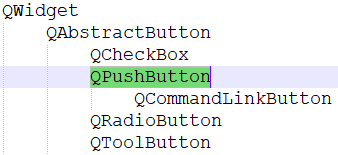 QWidget
QAbstractButton
QCheckBox
QPushButton
QCommandLinkButton
QRadioButton
QToolButton